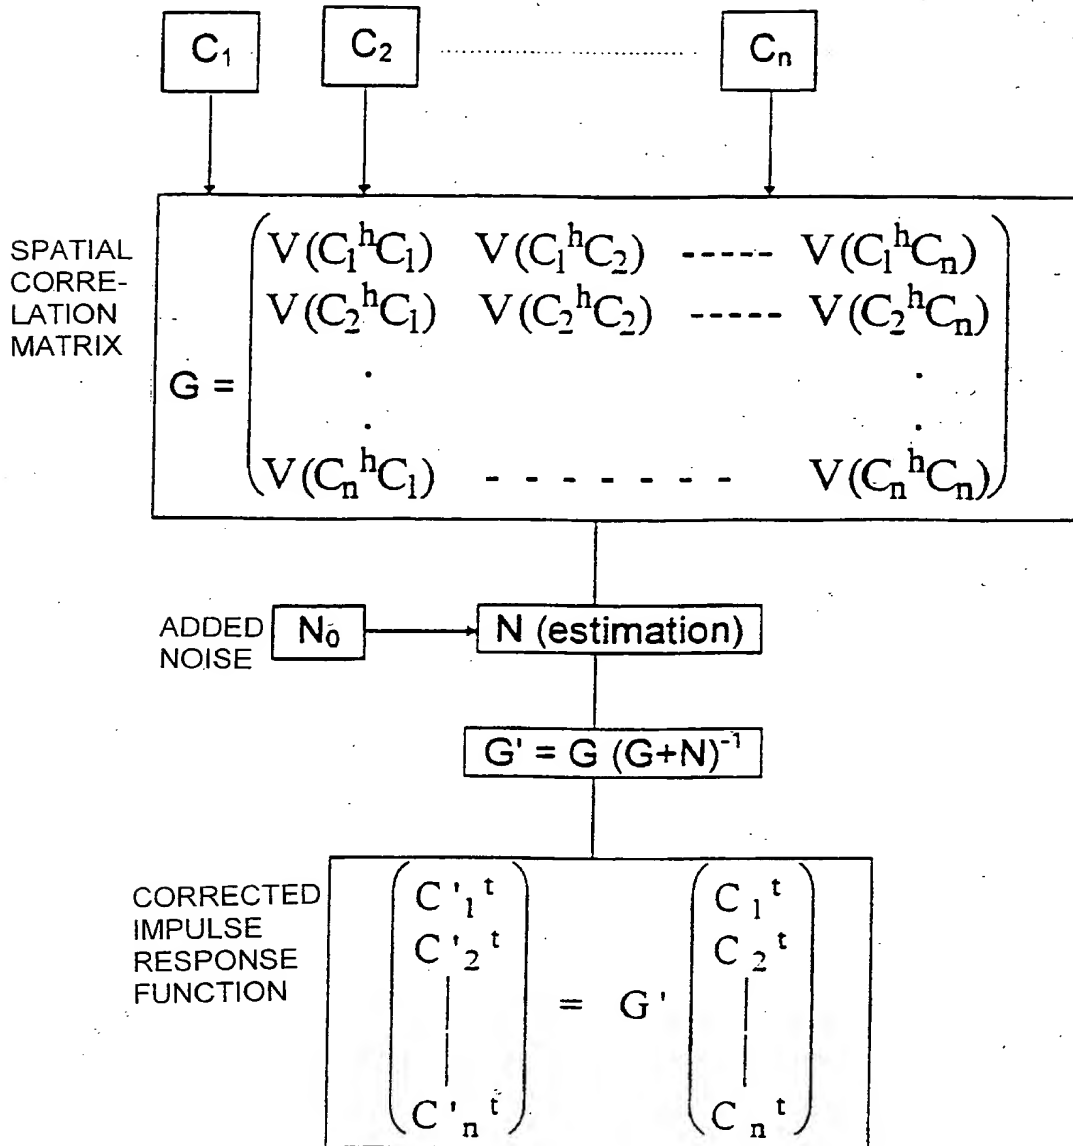 C₁ C₂ ........................ Cₙ
SPATIAL
CORRE-
LATION
MATRIX
G =
V(C₁ʰC₁) V(C₁ʰC₂) ----- V(C₁ʰCₙ)
V(C₂ʰC₁) V(C₂ʰC₂) ----- V(C₂ʰCₙ)
. .
. .
V(CₙʰC₁) - - - - - - - V(CₙʰCₙ)
ADDED
NOISE
N₀
N (estimation)
G' = G (G+N)⁻¹
CORRECTED
IMPULSE
RESPONSE
FUNCTION
C'₁ᵗ
C'₂ᵗ
C'ₙᵗ
= G'
C₁ᵗ
C₂ᵗ
Cₙᵗ